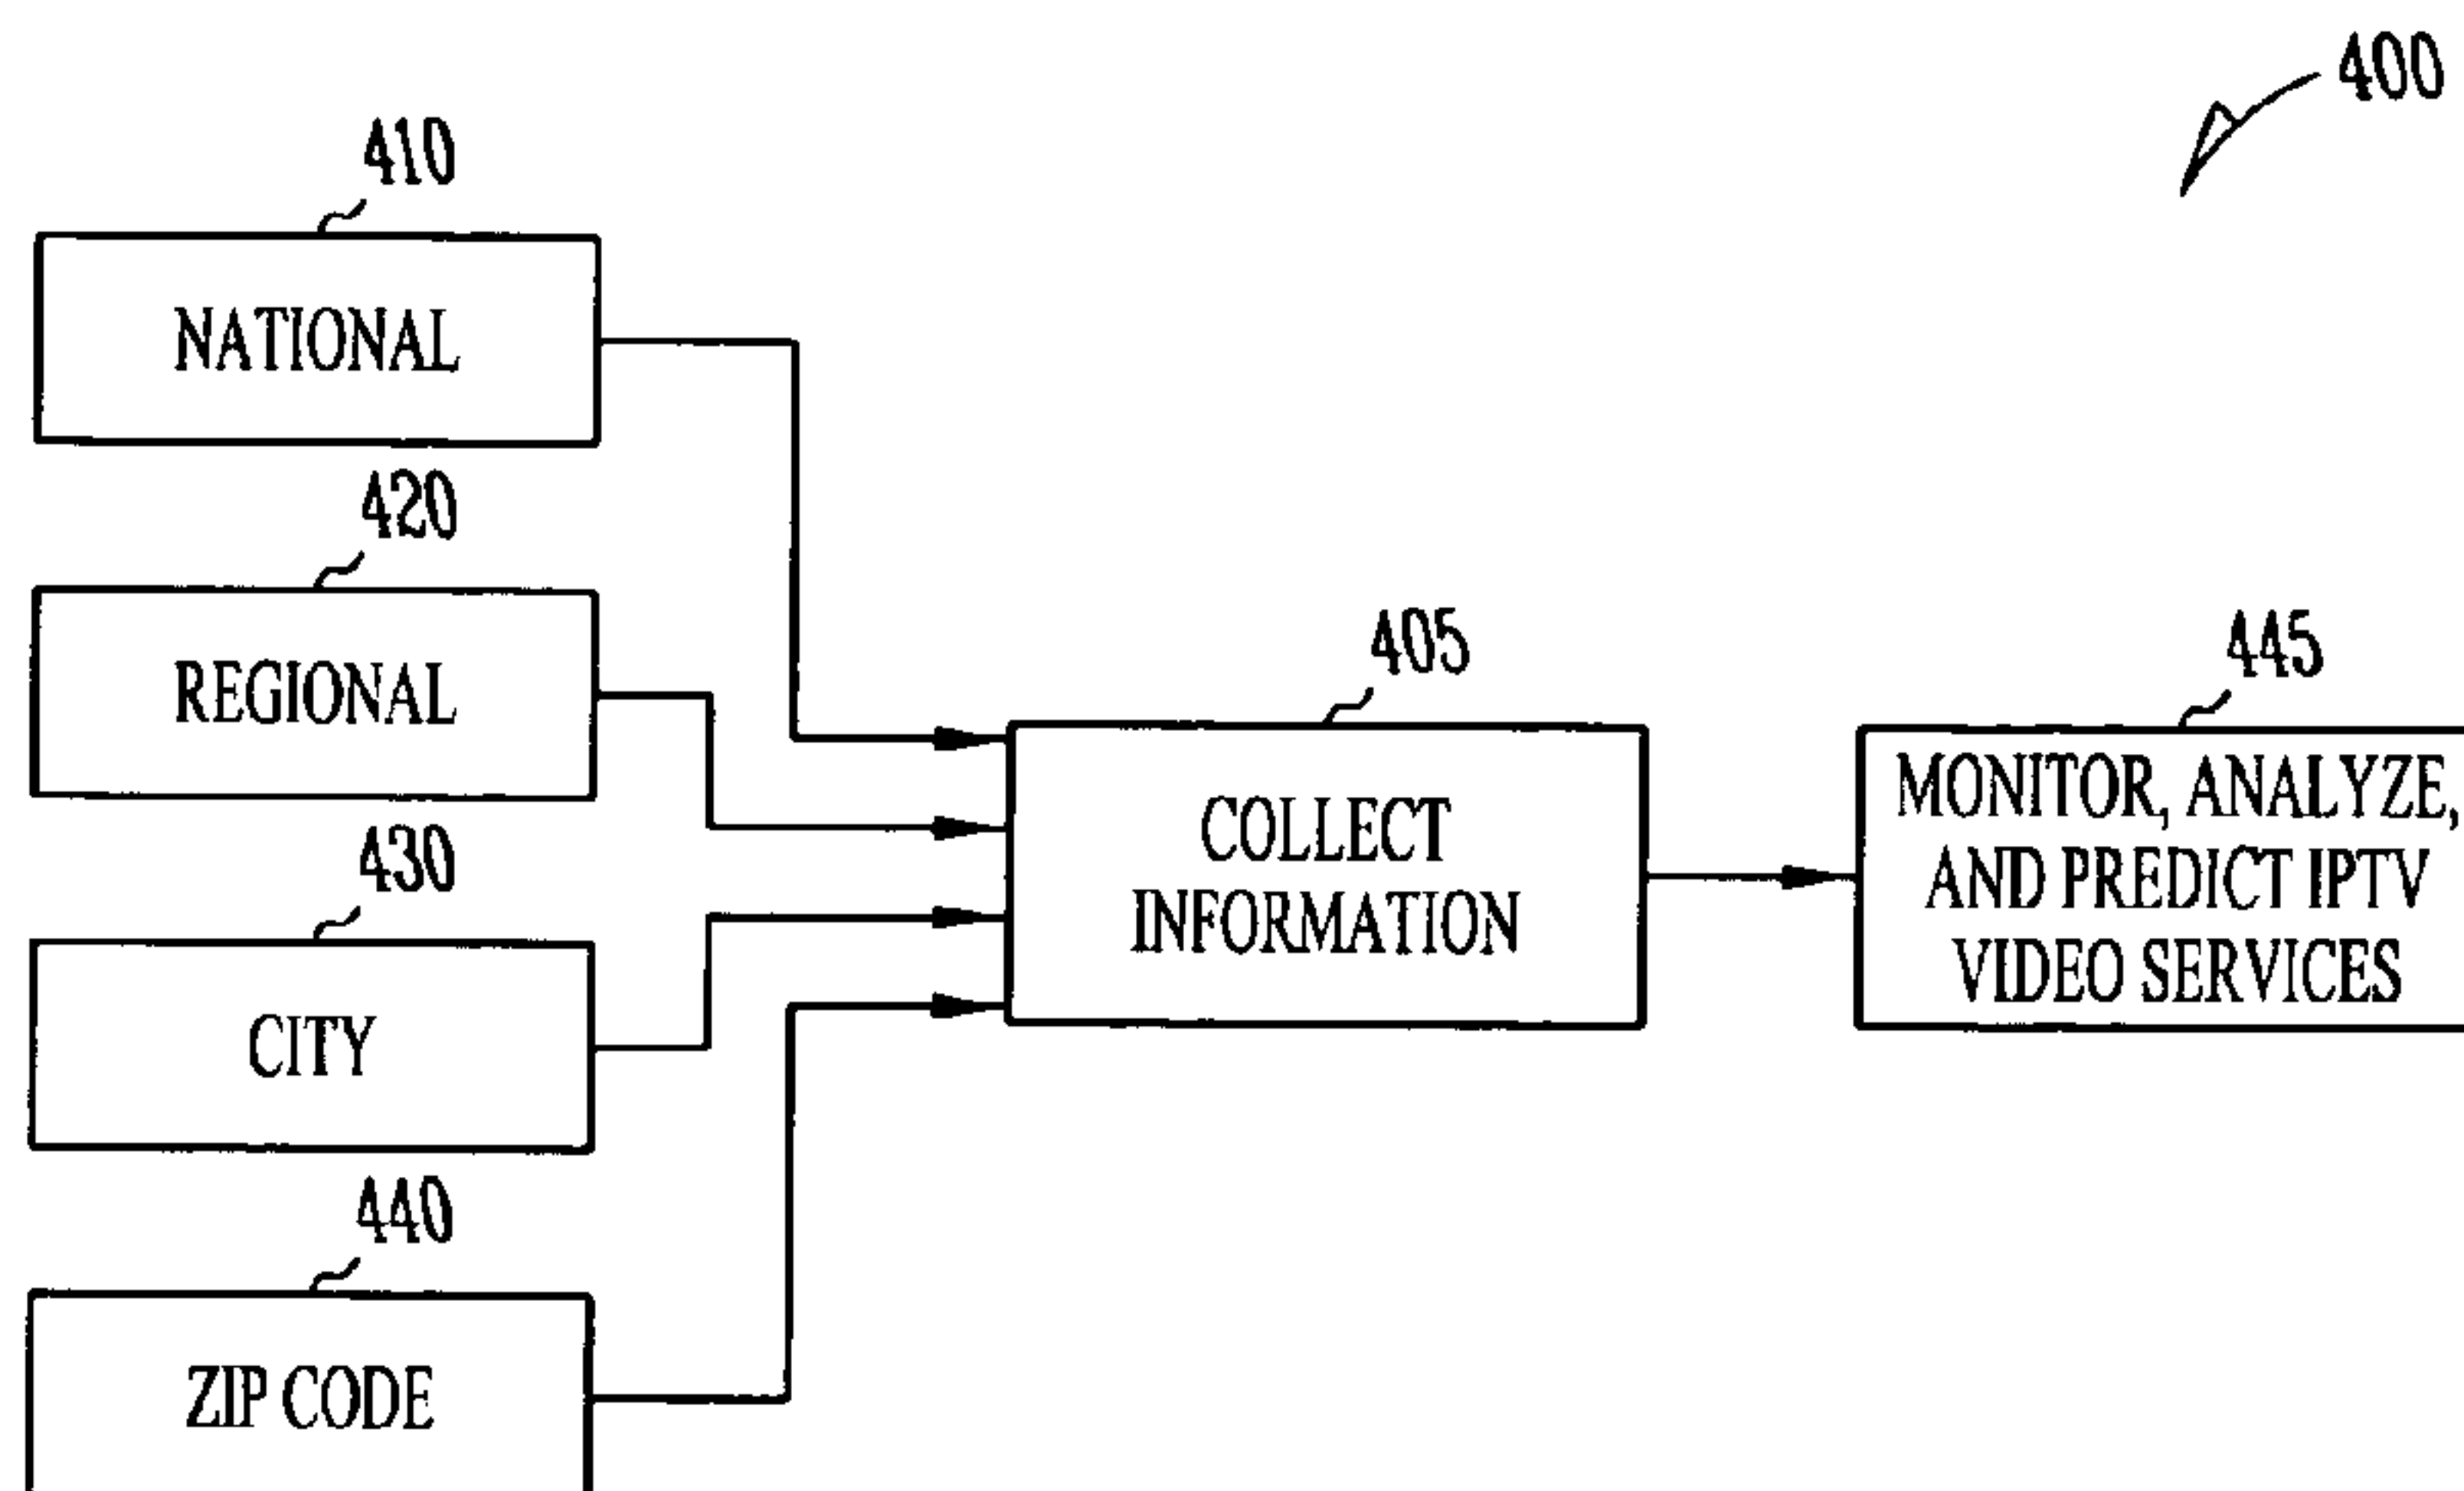 400
410
NATIONAL
420
REGIONAL
430
CITY
440
ZIP CODE
405
COLLECT
INFORMATION
445
MONITOR, ANALYZE,
AND PREDICT IPTV
VIDEO SERVICES